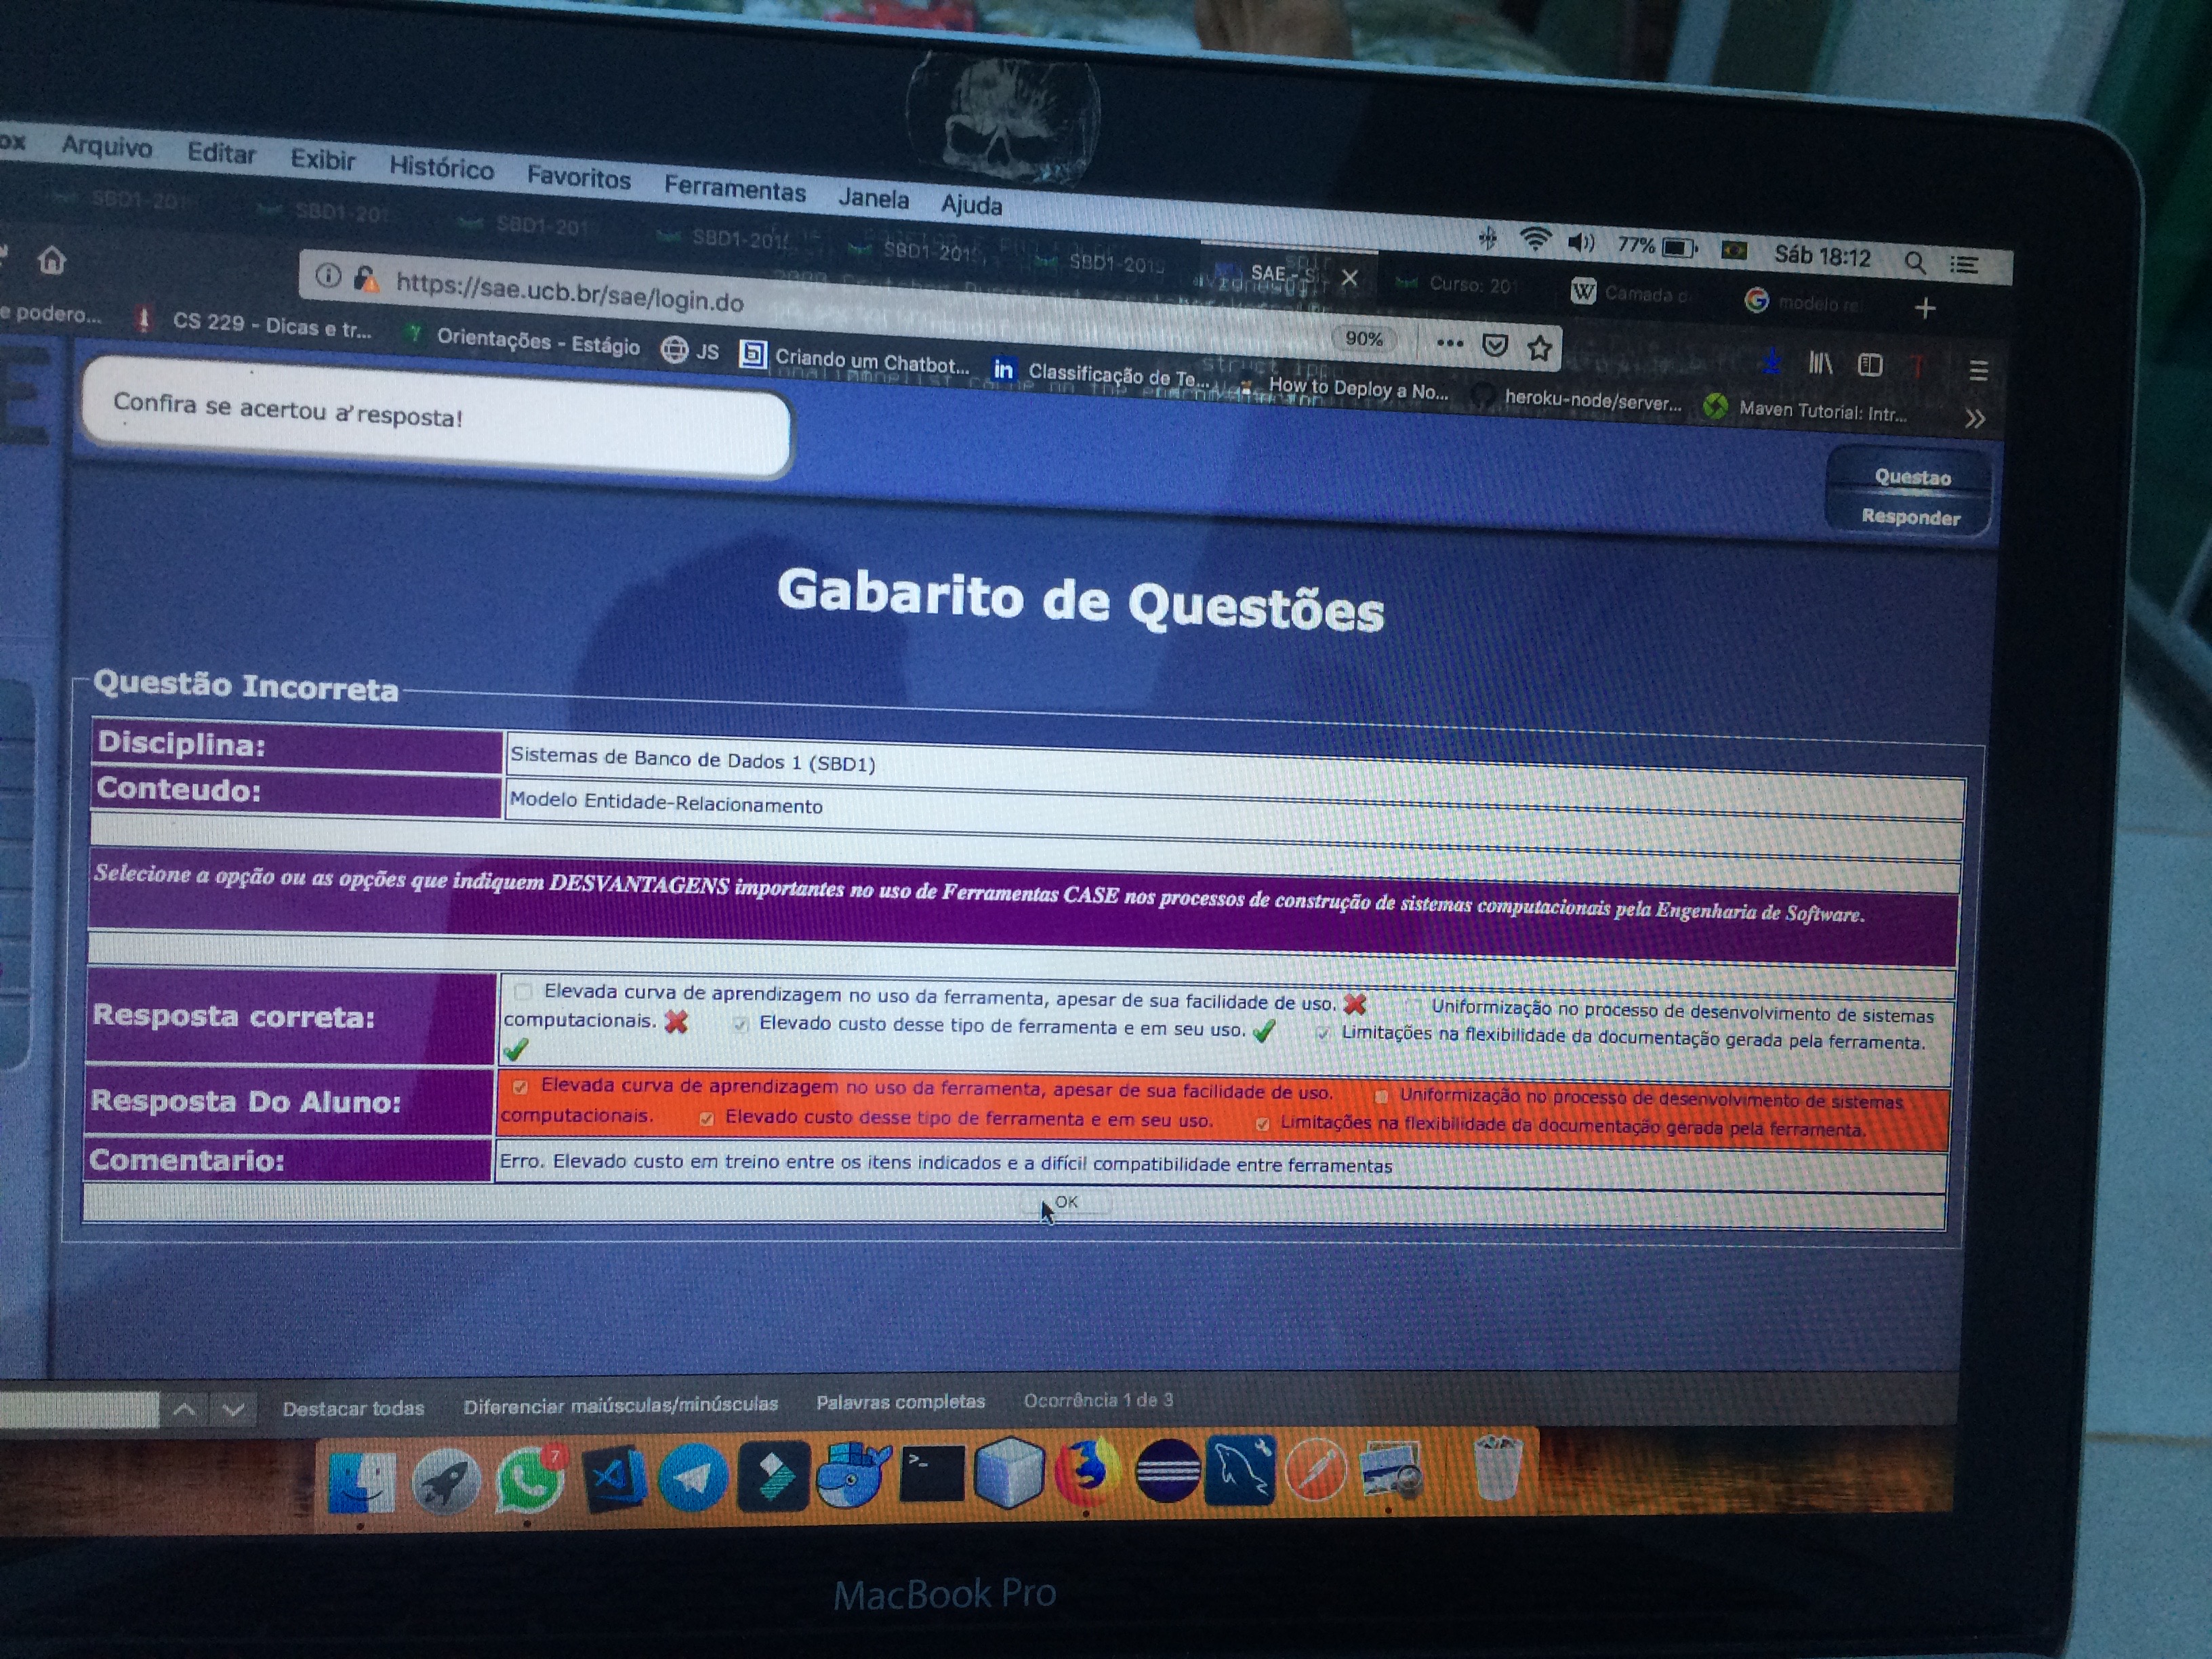 Arquivo Editar Exibir Histórico Favoritos Ferramentas Janela Ajuda
77% Sáb 18:12
SBD1-201 SBD1-201 SBD1-201 SBD1-2019 SAE - S Curso: 201 W Camada d G modelo re
https://sae.ucb.br/sae/login.do 90%
e podero... CS 229 - Dicas e tr... Orientações - Estágio JS Criando um Chatbot... in Classificação de Te... How to Deploy a No... heroku-node/server... Maven Tutorial: Intr...
E
Confira se acertou a resposta!
Questao
Responder
Gabarito de Questões
Questão Incorreta
Disciplina: Sistemas de Banco de Dados 1 (SBD1)
Conteudo: Modelo Entidade-Relacionamento
Selecione a opção ou as opções que indiquem DESVANTAGENS importantes no uso de Ferramentas CASE nos processos de construção de sistemas computacionais pela Engenharia de Software.
Resposta correta: Elevada curva de aprendizagem no uso da ferramenta, apesar de sua facilidade de uso. Uniformização no processo de desenvolvimento de sistemas
computacionais. Elevado custo desse tipo de ferramenta e em seu uso. Limitações na flexibilidade da documentação gerada pela ferramenta.
Resposta Do Aluno: Elevada curva de aprendizagem no uso da ferramenta, apesar de sua facilidade de uso. Uniformização no processo de desenvolvimento de sistemas
computacionais. Elevado custo desse tipo de ferramenta e em seu uso. Limitações na flexibilidade da documentação gerada pela ferramenta.
Comentario: Erro. Elevado custo em treino entre os itens indicados e a difícil compatibilidade entre ferramentas
OK
Destacar todas Diferenciar maiúsculas/minúsculas Palavras completas Ocorrência 1 de 3
7
MacBook Pro